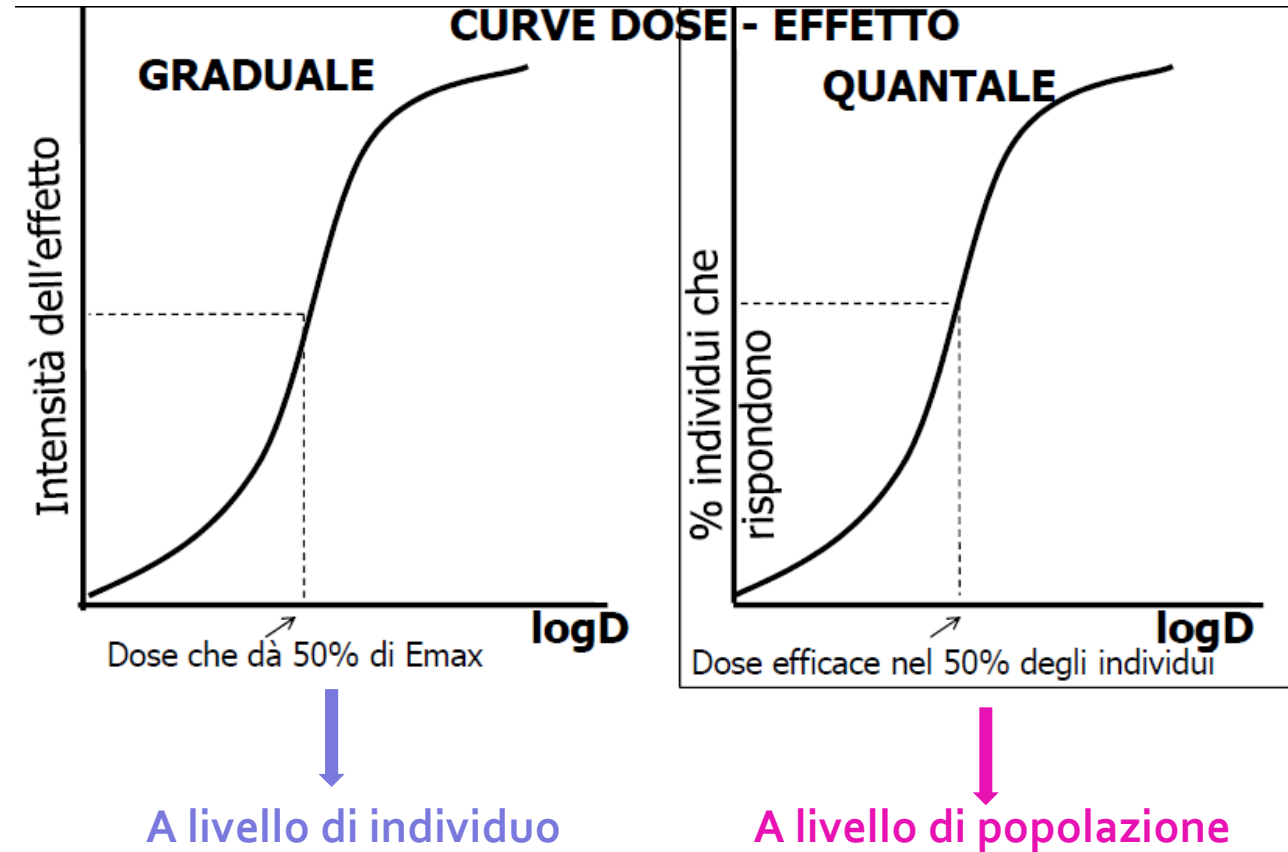 CURVE DOSE - EFFETTO
GRADUALE
Intensità dell'effetto
logD
Dose che dà 50% di Emax
A livello di individuo
QUANTALE
% individui che
rispondono
logD
Dose efficace nel 50% degli individui
A livello di popolazione